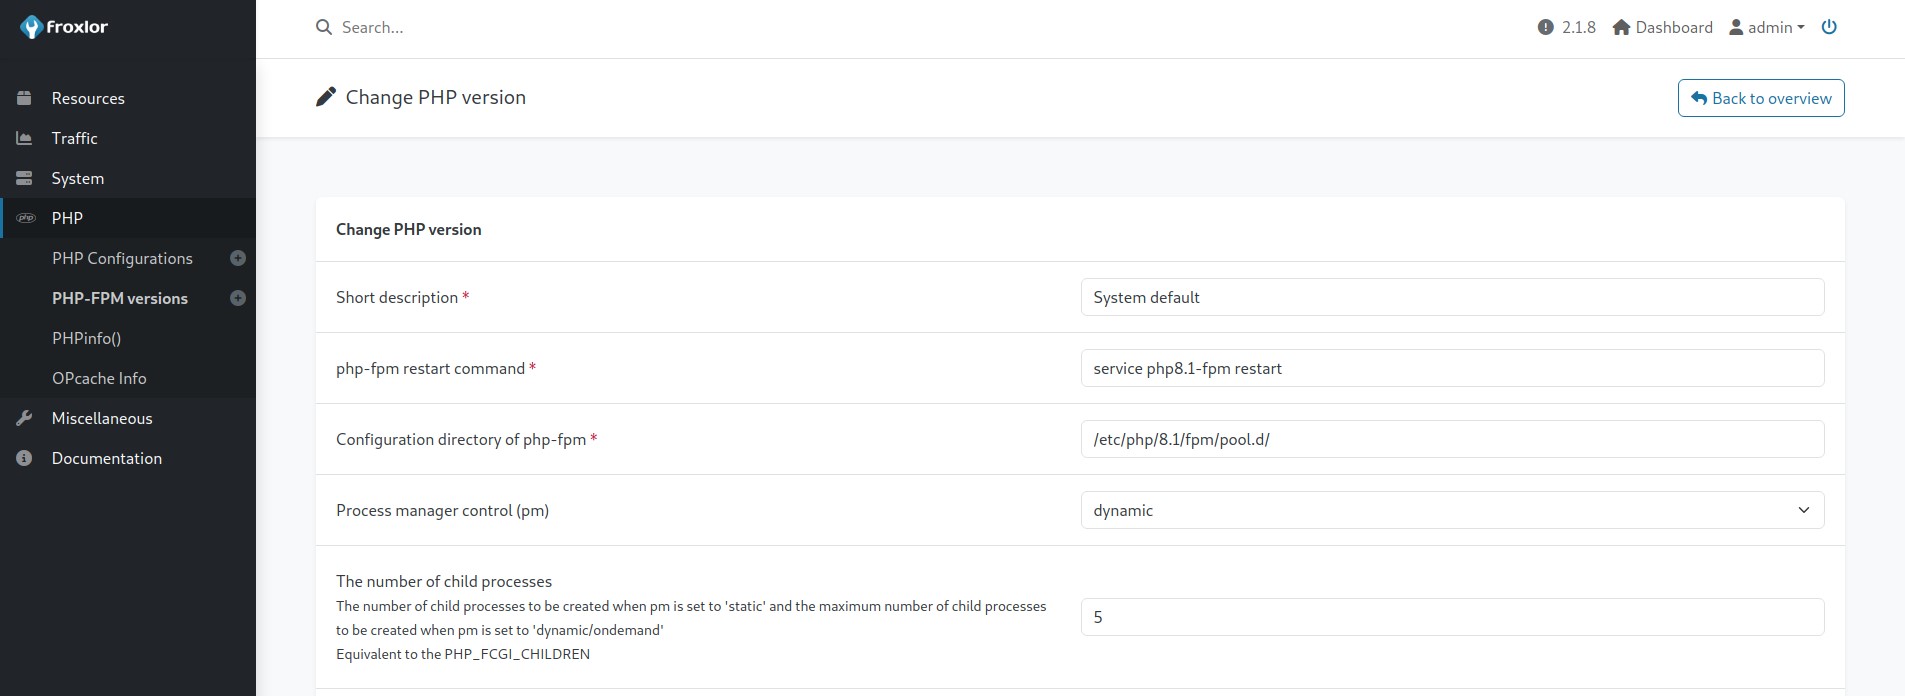 froxlor
Search...
2.1.8
Dashboard
admin
Resources
Traffic
System
php
PHP
PHP Configurations
PHP-FPM versions
PHPinfo()
OPcache Info
Miscellaneous
Documentation
Change PHP version
Back to overview
Change PHP version
Short description *
System default
php-fpm restart command *
service php8.1-fpm restart
Configuration directory of php-fpm *
/etc/php/8.1/fpm/pool.d/
Process manager control (pm)
dynamic
The number of child processes
The number of child processes to be created when pm is set to 'static' and the maximum number of child processes
to be created when pm is set to 'dynamic/ondemand'
Equivalent to the PHP_FCGI_CHILDREN
5